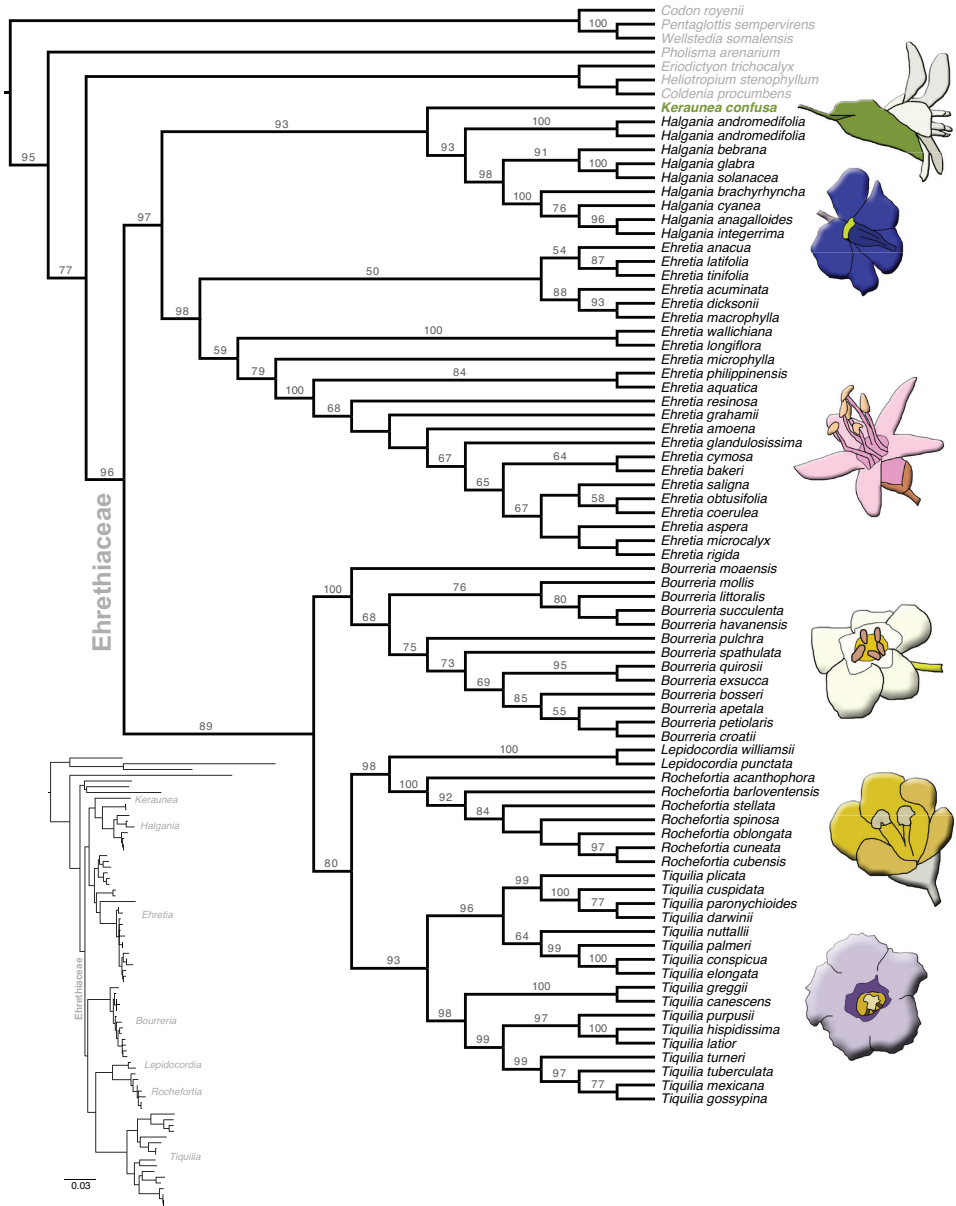 Codon royenii
100
Pentaglottis sempervirens
Wellstedia somalensis
Pholisma arenarium
Eriodictyon trichocalyx
Heliotropium stenophyllum
Coldenia procumbens
Keraunea confusa
93
100
Halgania andromedifolia
Halgania andromedifolia
95
93
91
Halgania bebrana
100
Halgania glabra
98
Halgania solanacea
100
Halgania brachyrhyncha
76
Halgania cyanea
97
96
Halgania anagalloides
Halgania integerrima
54
Ehretia anacua
87
Ehretia latifolia
77
50
Ehretia tinifolia
88
Ehretia acuminata
93
Ehretia dicksonii
98
Ehretia macrophylla
100
Ehretia wallichiana
59
Ehretia longiflora
79
Ehretia microphylla
84
Ehretia philippinensis
100
Ehretia aquatica
68
Ehretia resinosa
Ehretia grahamii
Ehretia amoena
67
Ehretia glandulosissima
64
Ehretia cymosa
96
65
Ehretia bakeri
Ehretia saligna
67
58
Ehretia obtusifolia
Ehretia coerulea
Ehretia aspera
Ehretia microcalyx
Ehretia rigida
Ehrethiaceae
100
Bourreria moaensis
76
Bourreria mollis
80
Bourreria littoralis
68
Bourreria succulenta
Bourreria havanensis
75
Bourreria pulchra
73
Bourreria spathulata
95
Bourreria quirosii
69
Bourreria exsucca
85
Bourreria bosseri
55
Bourreria apetala
89
Bourreria petiolaris
Bourreria croatii
100
Lepidocordia williamsii
98
Lepidocordia punctata
100
Rochefortia acanthophora
92
Rochefortia barloventensis
84
Rochefortia stellata
Rochefortia spinosa
Rochefortia oblongata
97
Rochefortia cuneata
80
Rochefortia cubensis
99
Tiquilia plicata
100
Tiquilia cuspidata
96
77
Tiquilia paronychioides
Tiquilia darwinii
64
Tiquilia nuttallii
99
Tiquilia palmeri
93
100
Tiquilia conspicua
Tiquilia elongata
100
Tiquilia greggii
98
Tiquilia canescens
97
Tiquilia purpusii
99
100
Tiquilia hispidissima
Tiquilia latior
99
Tiquilia turneri
97
Tiquilia tuberculata
77
Tiquilia mexicana
Tiquilia gossypina
Keraunea
Halgania
Ehretia
Ehrethiaceae
Bourreria
Lepidocordia
Rochefortia
Tiquilia
0.03